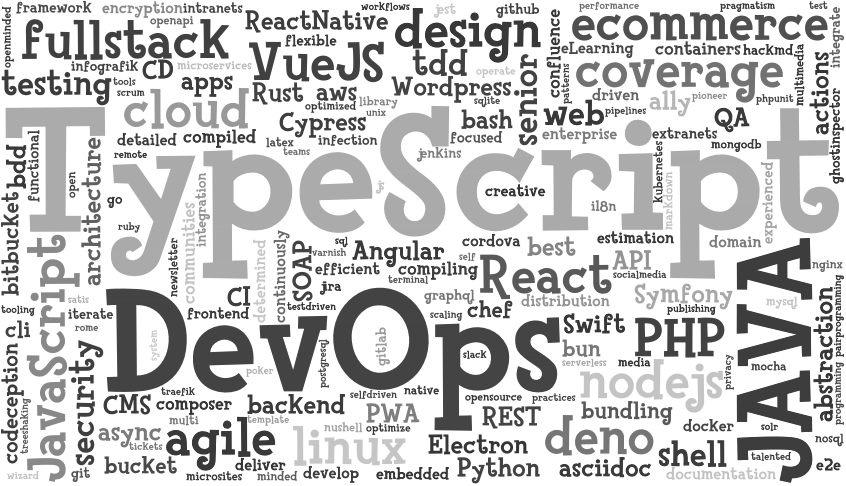 framework
encryption
intranets
openapi
openminded
fullstack
infografik
CD
microservices
testing
tools
scrum
apps
ReactNative
flexible
VueJS
Rust
aws
optimized
workflows
jest
github
design
tdd
operate
Wordpress
library
unix
sqlite
senior
confluence
patterns
performance
pragmatism
test
ecommerce
eLearning
containers
hackmd
coverage
multimedia
integrate
actions
driven
ally
pioneer
phpunit
pipelines
web
QA
enterprise
extranets
mongodb
ghostinspector
cloud
detailed
compiled
Cypress
latex
infection
teams
bash
focused
jenkins
bdd
functional
bitbucket
open
architecture
remote
go
ruby
TypeScript
integration
communities
newsletter
creative
i18n
kubernetes
markdown
experienced
determined
continuously
SOAP
sql
varnish
Angular
efficient
compiling
terminal
jira
testdriven
cordova
self
best
estimation
API
socialmedia
domain
nginx
React
graphql
scaling
chef
distribution
Symfony
publishing
mysql
JavaScript
tooling
satis
iterate
rome
cli
CI
frontend
DevOps
system
poker
postgresql
gitlab
slack
Swift
PHP
bun
serverless
media
JAVA
abstraction
pairprogramming
programming
codeception
treeshaking
security
CMS
traefik
composer
backend
selfdriven
native
opensource
practices
nodejs
privacy
mocha
multi
template
PWA
REST
bundling
async
tickets
agile
nushell
optimize
linux
Electron
deno
docker
solr
nosql
wizard
git
bucket
deliver
microsites
minded
develop
embedded
Python
asciidoc
shell
documentation
talented
e2e